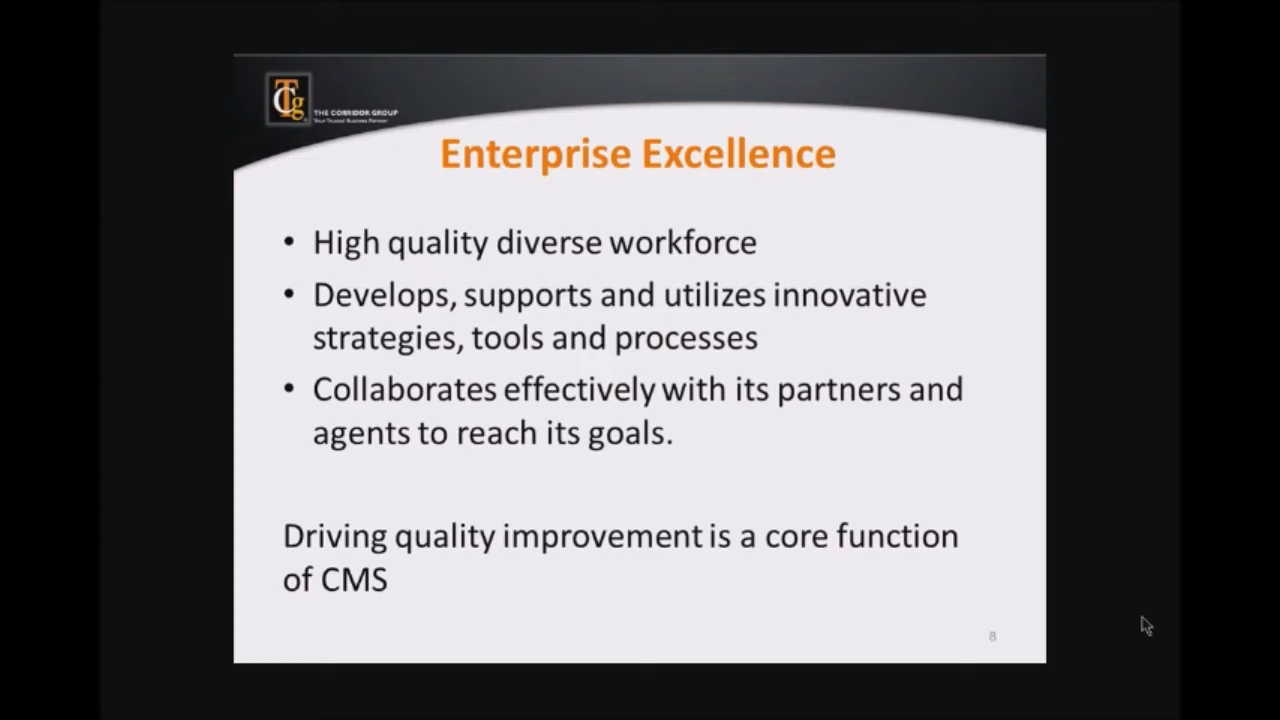 TCg
THE CORRIDOR GROUP
Your Trusted Business Partner
Enterprise Excellence
• High quality diverse workforce
• Develops, supports and utilizes innovative
strategies, tools and processes
• Collaborates effectively with its partners and
agents to reach its goals.
Driving quality improvement is a core function
of CMS
8